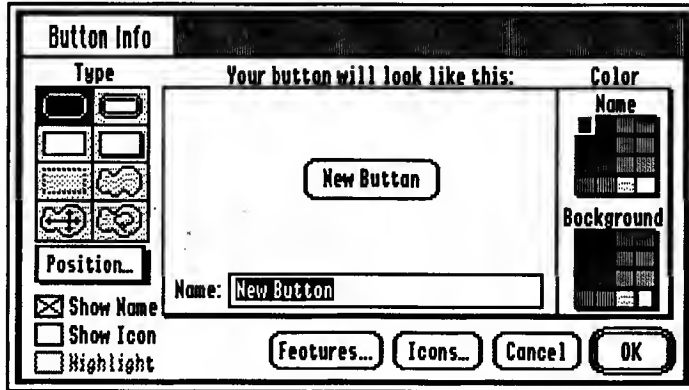 Button Info
Type
Your button will look like this:
Color
Name
New Button
Background
Position...
Name: New Button
Show Name
Show Icon
Highlight
Features...
Icons...
Cancel
OK